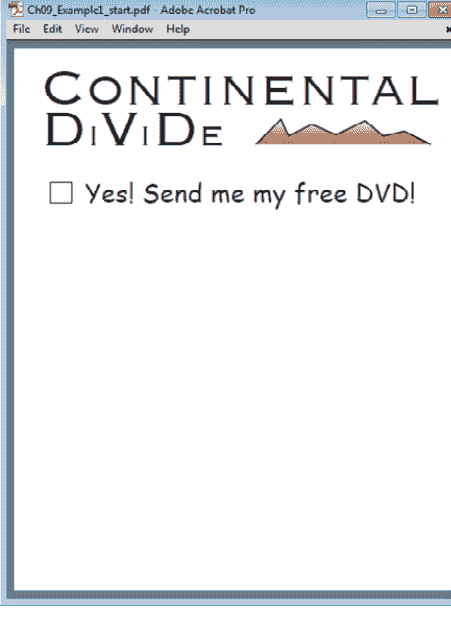 Ch09_Example1_start.pdf - Adobe Acrobat Pro
File Edit View Window Help
CONTINENTAL
DiViDe
Yes! Send me my free DVD!